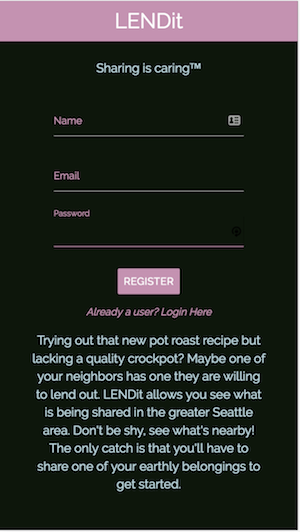 LENDit
Sharing is caring™
Name
Email
Password
REGISTER
Already a user? Login Here
Trying out that new pot roast recipe but
lacking a quality crockpot? Maybe one of
your neighbors has one they are willing
to lend out. LENDit allows you see what
is being shared in the greater Seattle
area. Don't be shy, see what's nearby!
The only catch is that you'll have to
share one of your earthly belongings to
get started.